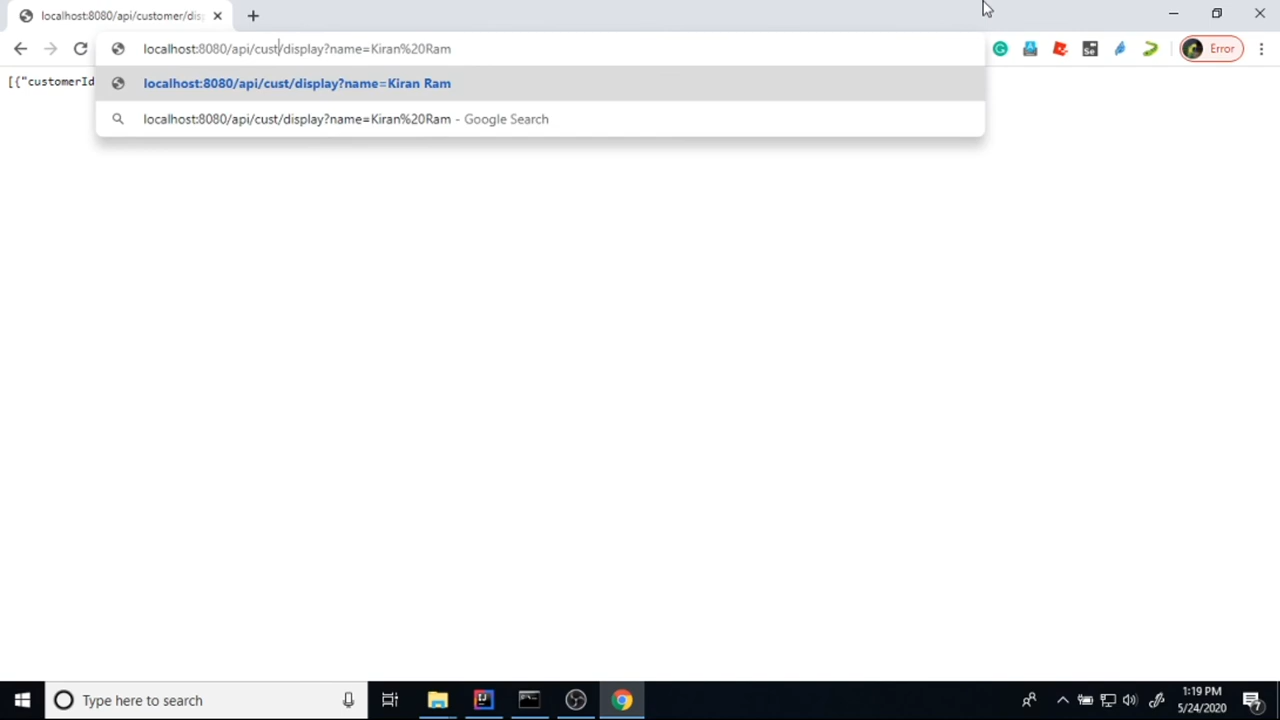 localhost:8080/api/customer/dis
localhost:8080/api/cust/display?name=Kiran%20Ram
Se
Error
[{"customerId
localhost:8080/api/cust/display?name=Kiran Ram
localhost:8080/api/cust/display?name=Kiran%20Ram - Google Search
Type here to search
1:19 PM
5/24/2020
7